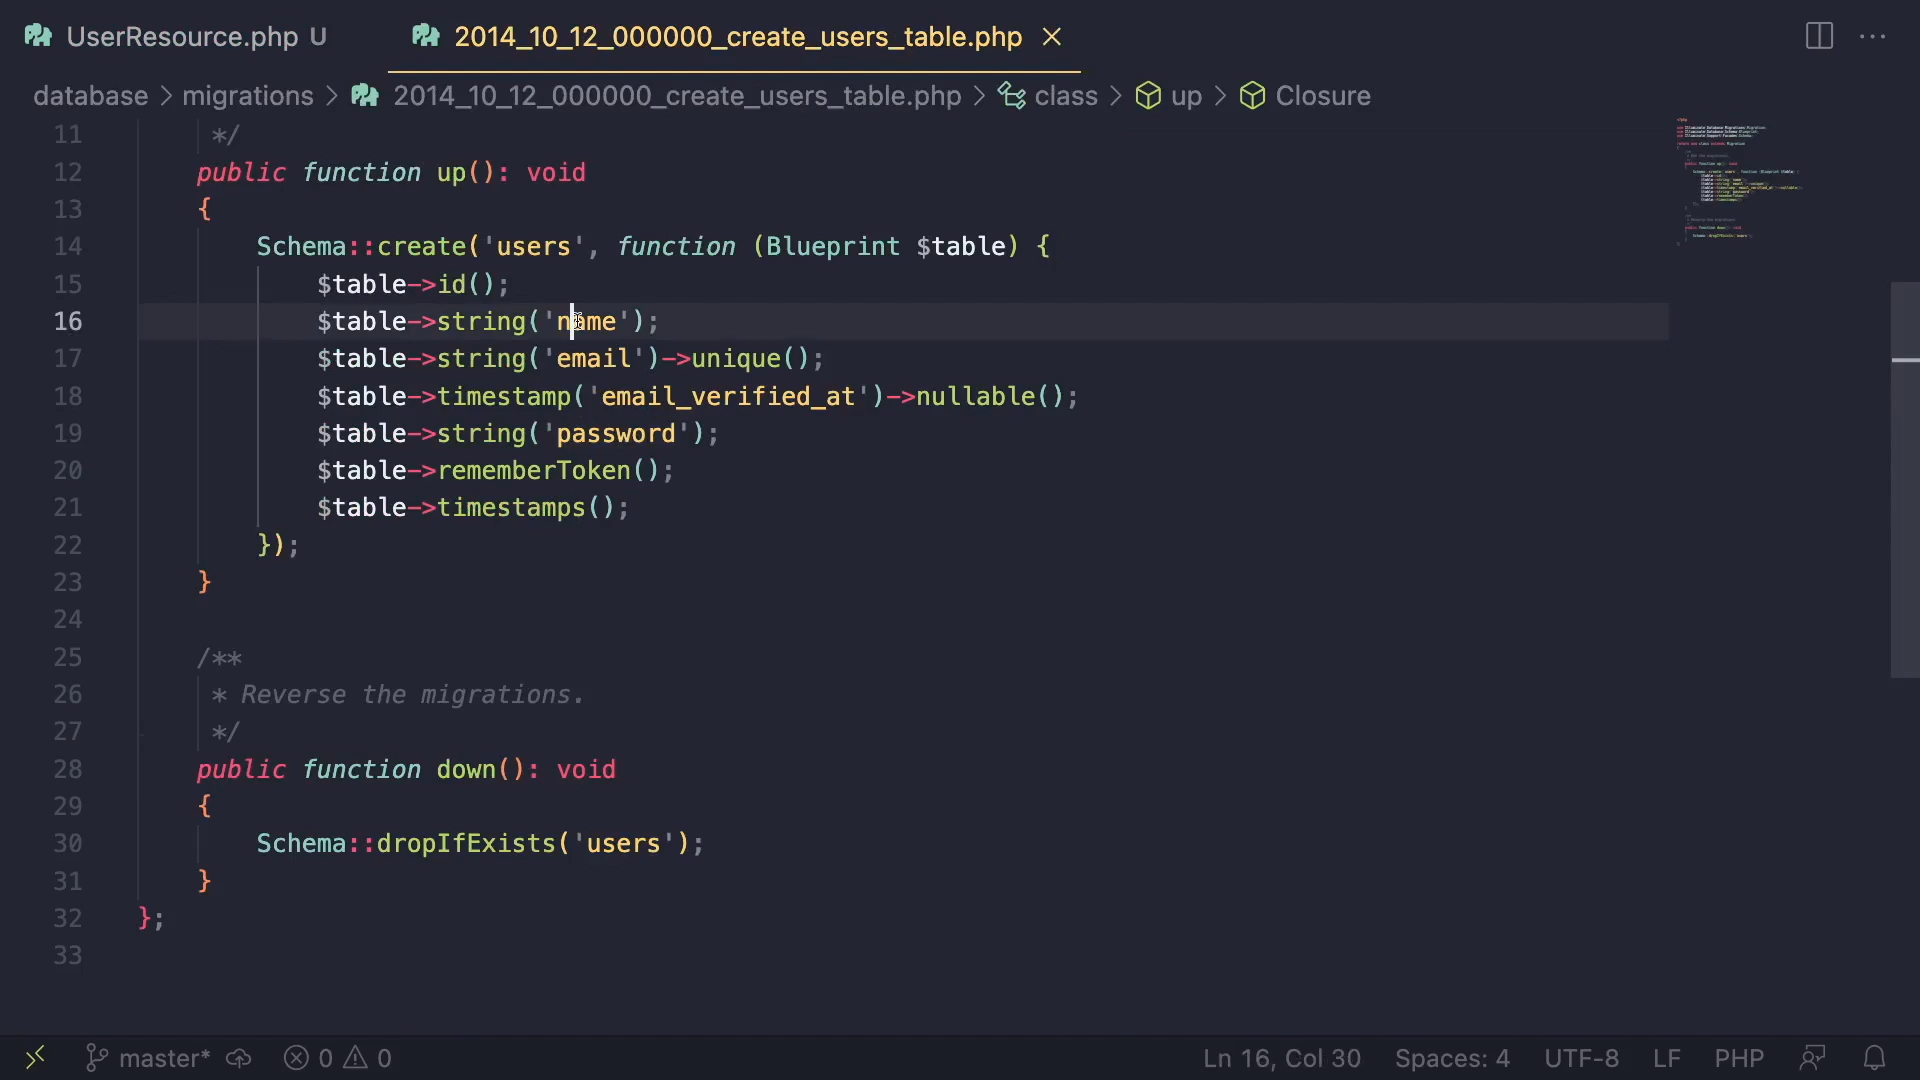 UserResource.php U
2014_10_12_000000_create_users_table.php
database > migrations > 2014_10_12_000000_create_users_table.php > class > up > Closure
11 */
12 public function up(): void
13 {
14 Schema::create('users', function (Blueprint $table) {
15 $table->id();
16 $table->string('name');
17 $table->string('email')->unique();
18 $table->timestamp('email_verified_at')->nullable();
19 $table->string('password');
20 $table->rememberToken();
21 $table->timestamps();
22 });
23 }
24
25 /**
26 * Reverse the migrations.
27 */
28 public function down(): void
29 {
30 Schema::dropIfExists('users');
31 }
32 };
33
master* 0 0 Ln 16, Col 30 Spaces: 4 UTF-8 LF PHP